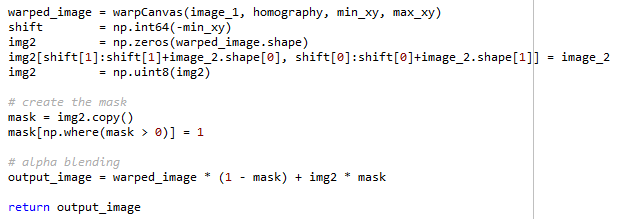 warped_image = warpCanvas(image_1, homography, min_xy, max_xy)
shift        = np.int64(-min_xy)
img2         = np.zeros(warped_image.shape)
img2[shift[1]:shift[1]+image_2.shape[0], shift[0]:shift[0]+image_2.shape[1]] = image_2
img2         = np.uint8(img2)
# create the mask
mask = img2.copy()
mask[np.where(mask > 0)] = 1
# alpha blending
output_image = warped_image * (1 - mask) + img2 * mask
return output_image